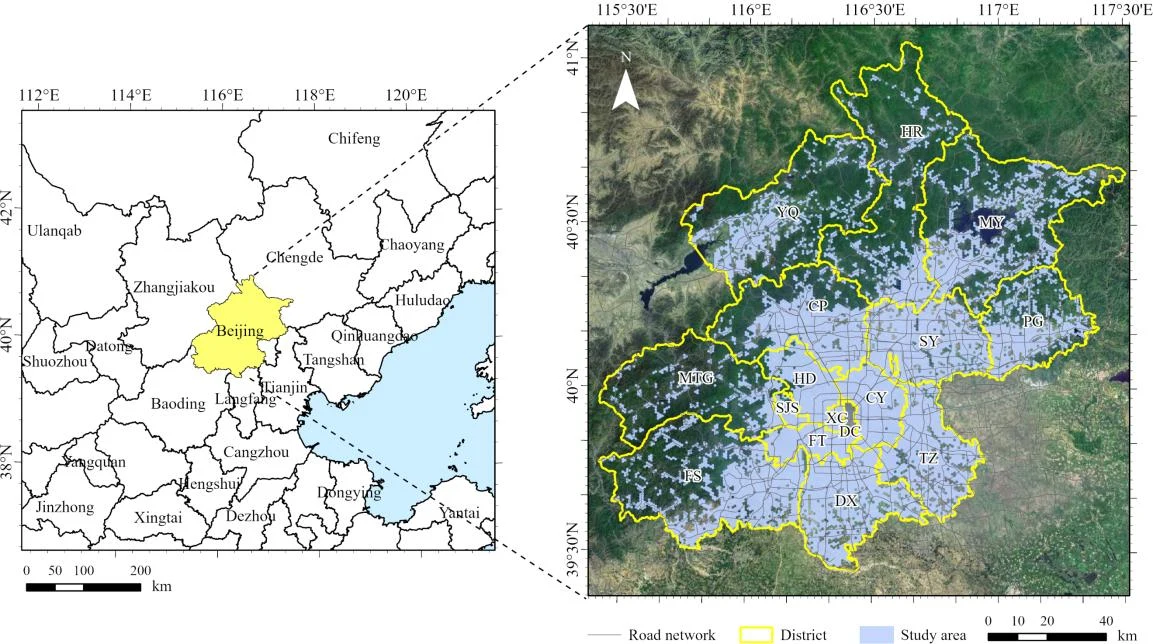 112°E 114°E 116°E 118°E 120°E
42°N
40°N
38°N
Chifeng
Ulanqab
Chaoyang
Chengde
Zhangjiakou
Huludao
Beijing
Qinhuangdao
Datong
Shuozhou
Tangshan
Tianjin
Langfang
Baoding
Cangzhou
Yangquan
Hengshui
Dongying
Jinzhong
Xingtai
Dezhou
Yantai
0 50 100 200
km
115°30'E 116°E 116°30'E 117°E 117°30'E
41°N
40°30'N
40°N
39°30'N
N
HR
YQ
MY
CP
SY
PG
MTG
HD
CY
SJS
XC
DC
FT
TZ
FS
DX
Road network District Study area
0 10 20 40
km